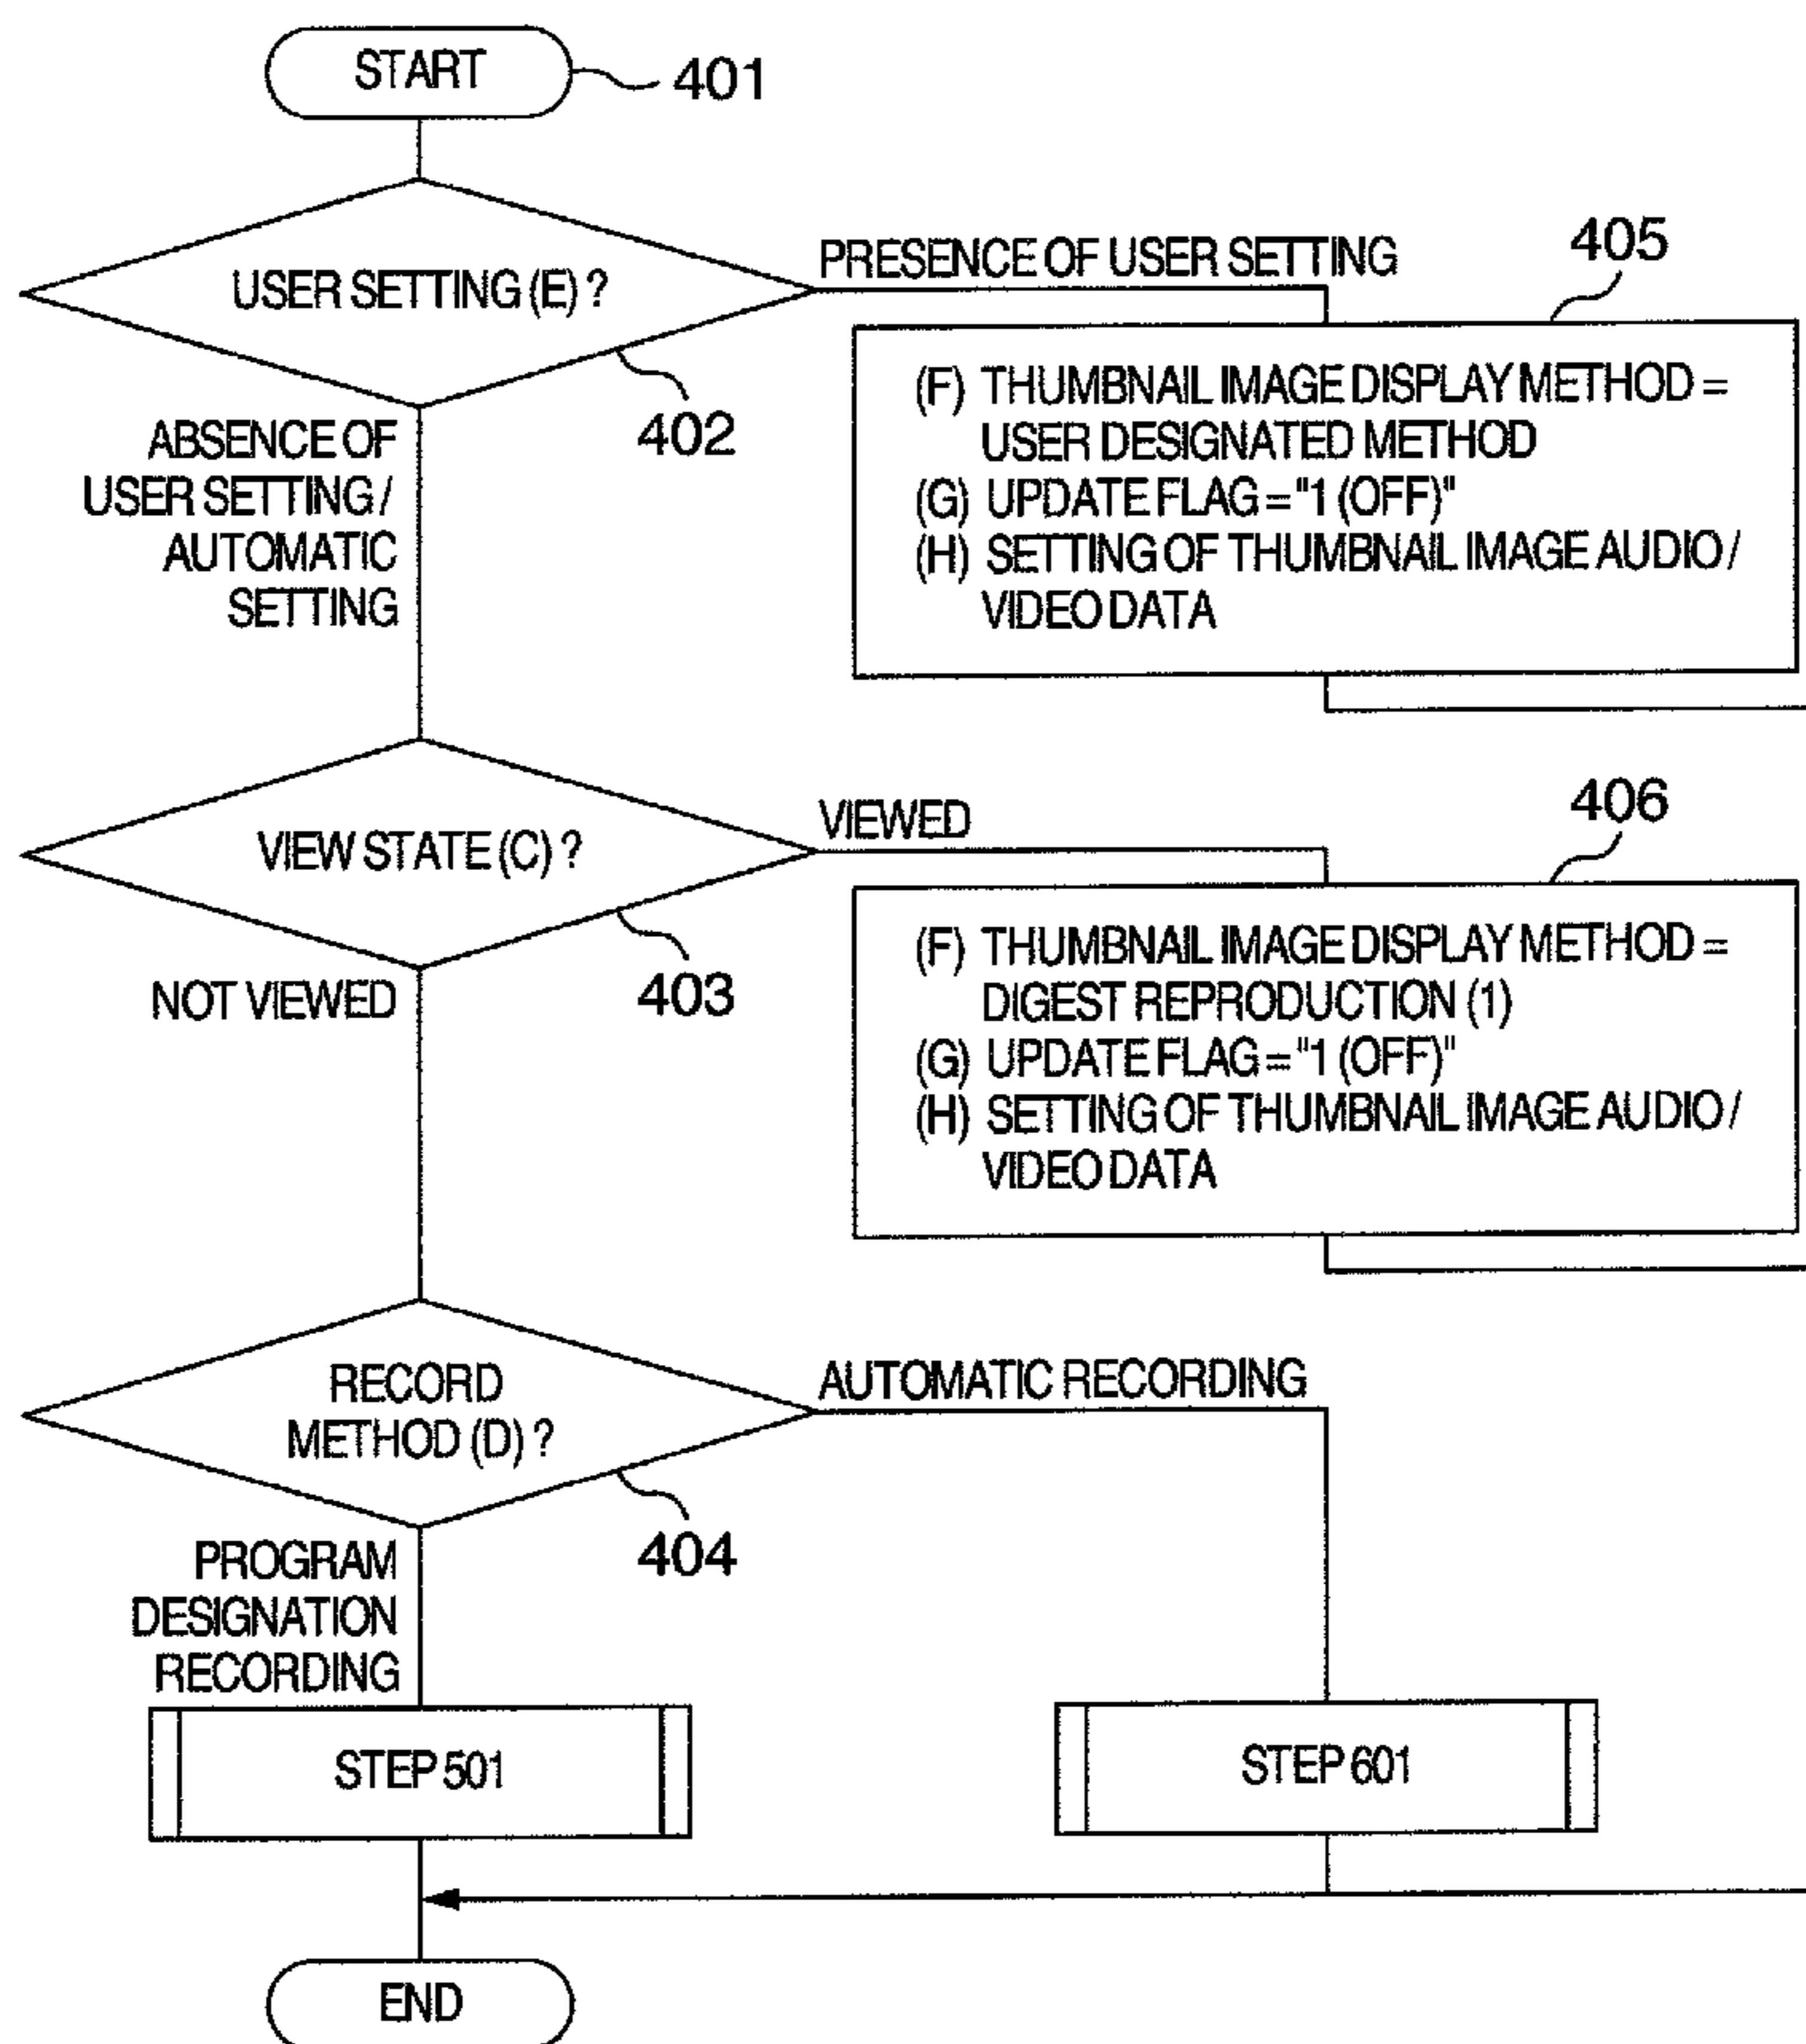 START
401
USER SETTING (E) ?
402
PRESENCE OF USER SETTING
405
(F) THUMBNAIL IMAGE DISPLAY METHOD =
USER DESIGNATED METHOD
(G) UPDATE FLAG = "1 (OFF)"
(H) SETTING OF THUMBNAIL IMAGE AUDIO /
VIDEO DATA
ABSENCE OF
USER SETTING /
AUTOMATIC
SETTING
VIEW STATE (C) ?
403
VIEWED
406
(F) THUMBNAIL IMAGE DISPLAY METHOD =
DIGEST REPRODUCTION (1)
(G) UPDATE FLAG = "1 (OFF)"
(H) SETTING OF THUMBNAIL IMAGE AUDIO /
VIDEO DATA
NOT VIEWED
RECORD
METHOD (D) ?
404
AUTOMATIC RECORDING
PROGRAM
DESIGNATION
RECORDING
STEP 501
STEP 601
END